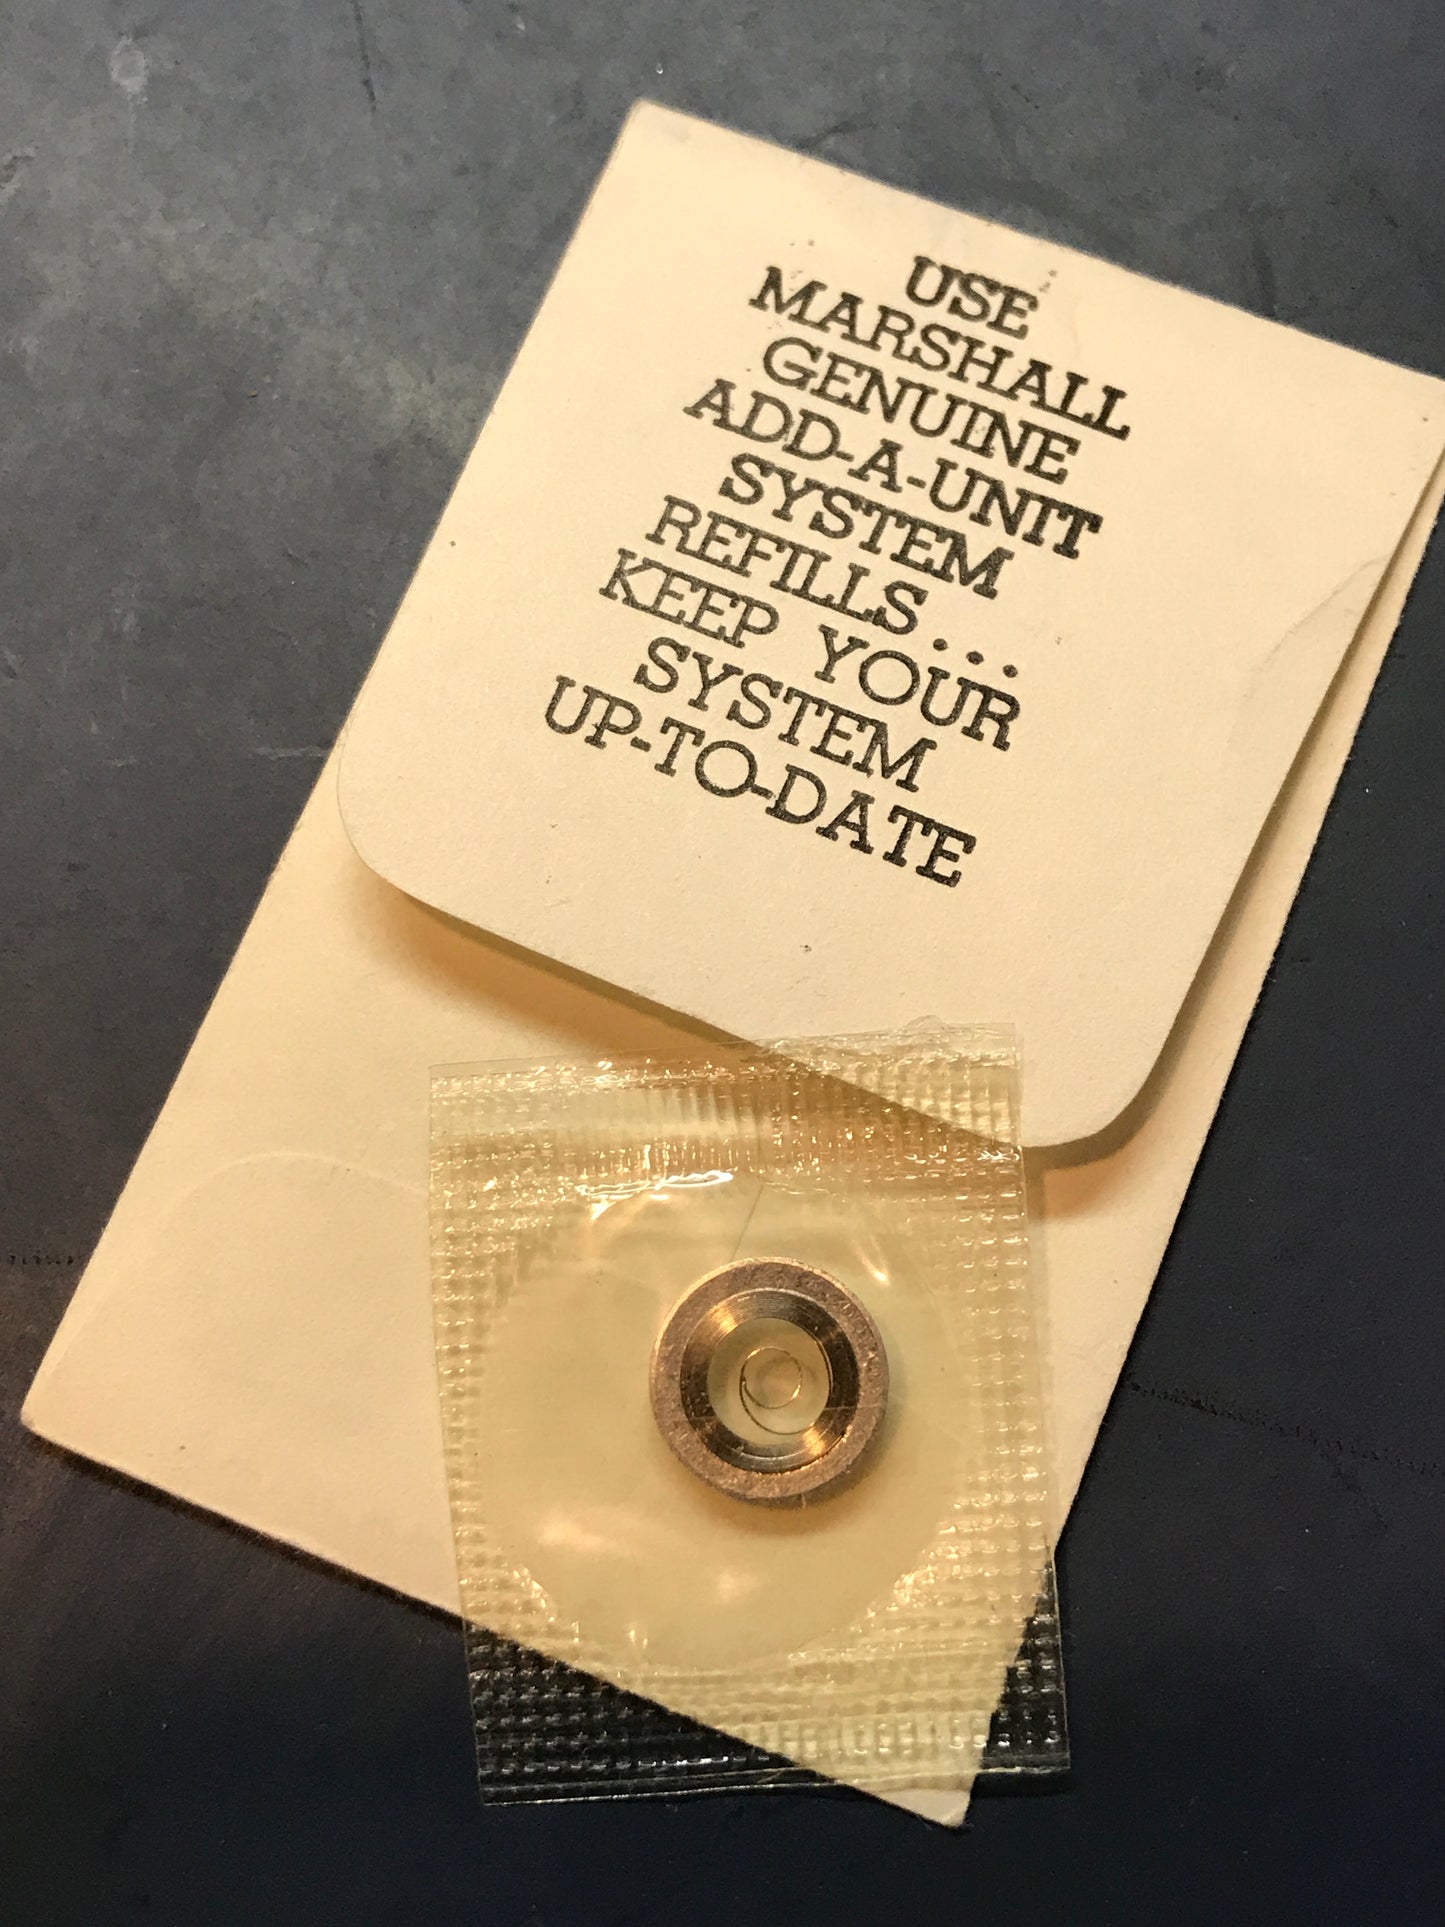 USE
MARSHALL
GENUINE
ADD-A-UNIT
SYSTEM
REFILLS...
KEEP YOUR
SYSTEM
UP-TO-DATE